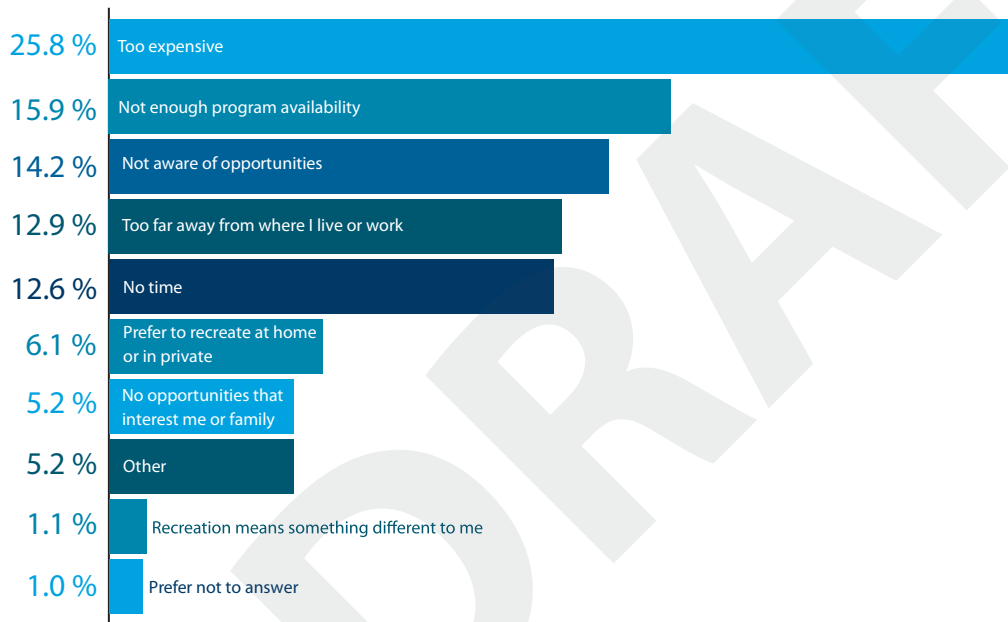 25.8 % Too expensive
15.9 % Not enough program availability
14.2 % Not aware of opportunities
12.9 % Too far away from where I live or work
12.6 % No time
6.1 % Prefer to recreate at home
or in private
5.2 % No opportunities that
interest me or family
5.2 % Other
1.1 % Recreation means something different to me
1.0 % Prefer not to answer
DRAF